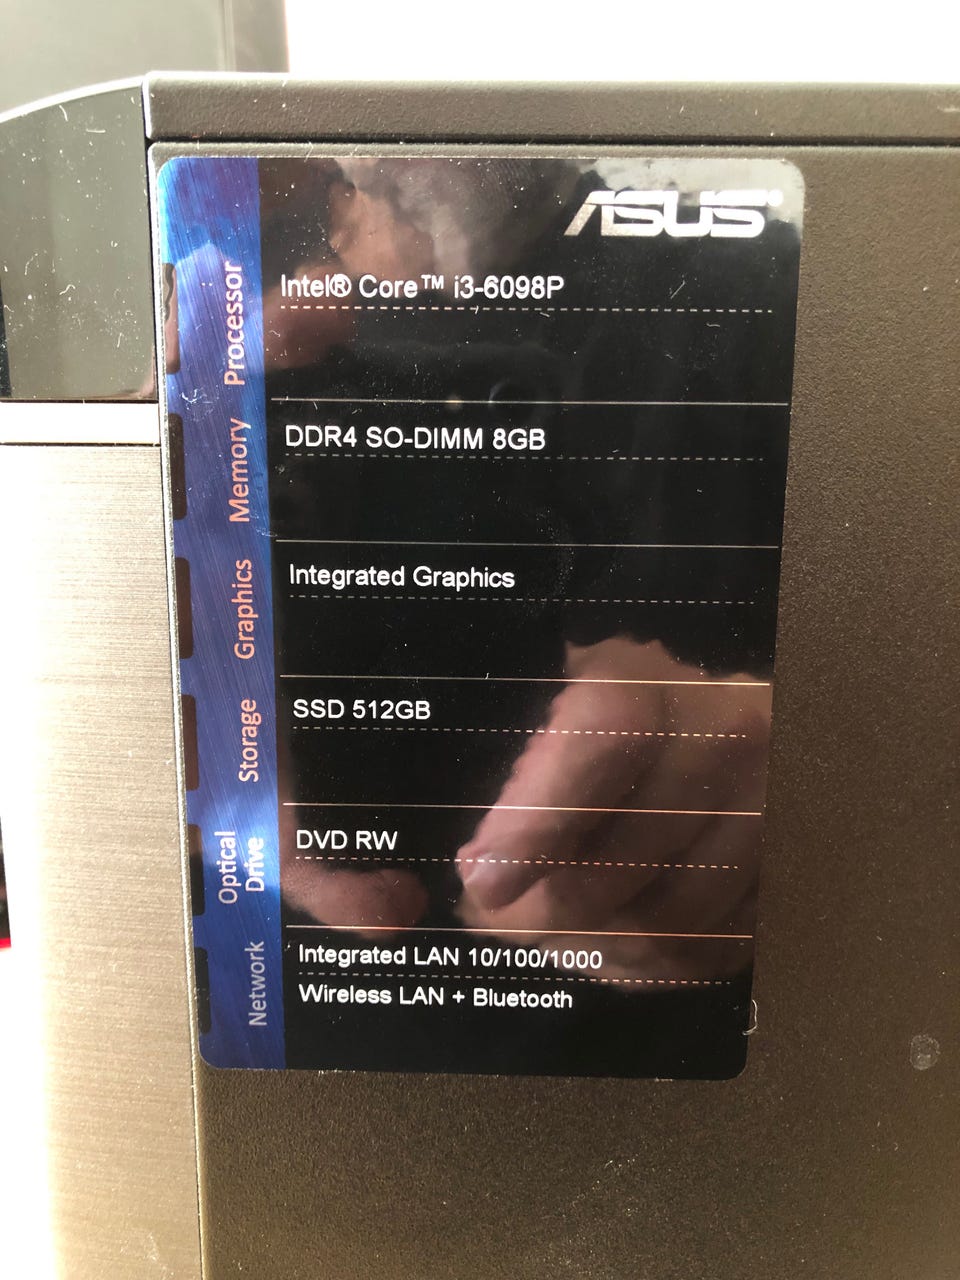 ASUS
Processor
Intel® Core™ i3-6098P
Memory
DDR4 SO-DIMM 8GB
Graphics
Integrated Graphics
Storage
SSD 512GB
Optical
Drive
DVD RW
Network
Integrated LAN 10/100/1000
Wireless LAN + Bluetooth